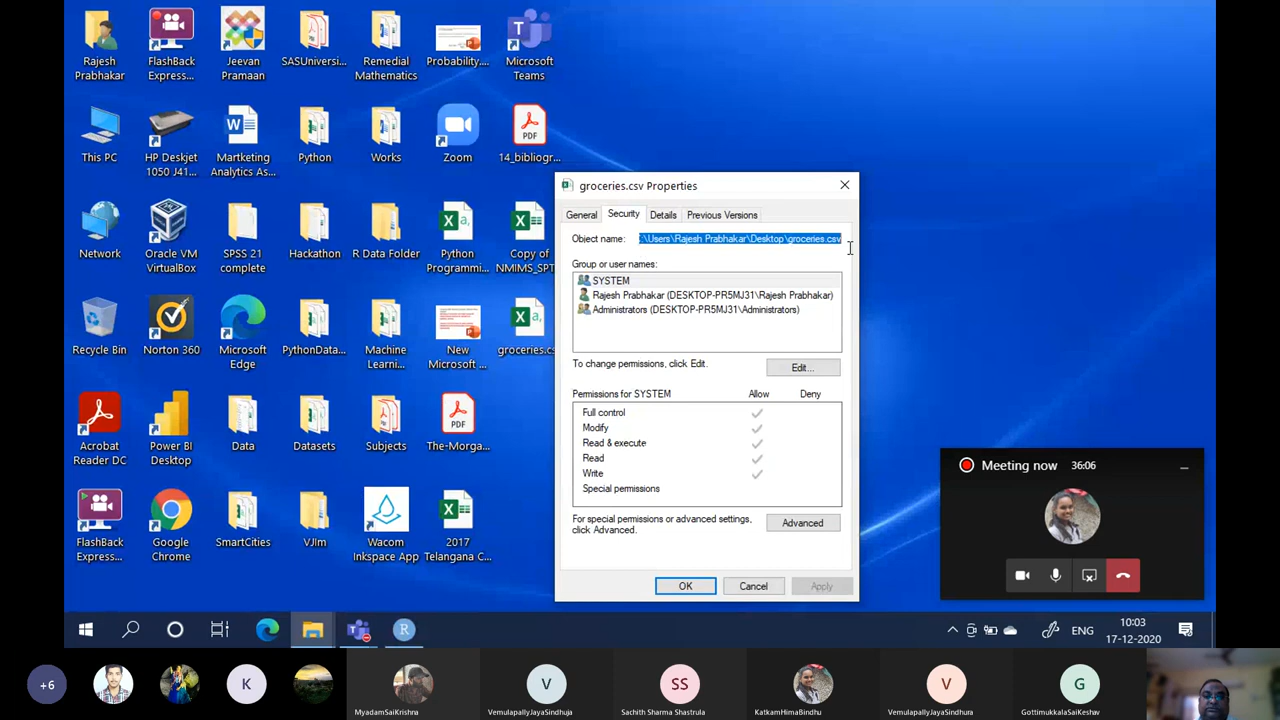 Rajesh Prabhakar
FlashBack Express...
Jeevan Pramaan
SASUniversi...
Remedial Mathematics
Probability,...
Microsoft Teams
This PC
HP Deskjet 1050 J41...
Martketing Analytics As...
Python
Works
Zoom
PDF
14_bibliogr...
Network
Oracle VM VirtualBox
SPSS 21 complete
Hackathon
R Data Folder
Python Programmi...
Copy of NMIMS_SPT
Recycle Bin
Norton 360
Microsoft Edge
PythonData...
Machine Learni...
New Microsoft ...
groceries.cs
Acrobat Reader DC
Power BI Desktop
Data
Datasets
Subjects
PDF
The-Morga...
FlashBack Express...
Google Chrome
SmartCities
VJIm
Wacom Inkspace App
2017 Telangana C...
groceries.csv Properties
General Security Details Previous Versions
Object name: :\Users\Rajesh Prabhakar\Desktop\groceries.csv
Group or user names:
SYSTEM
Rajesh Prabhakar (DESKTOP-PR5MJ31\Rajesh Prabhakar)
Administrators (DESKTOP-PR5MJ31\Administrators)
To change permissions, click Edit.
Edit...
Permissions for SYSTEM Allow Deny
Full control
Modify
Read & execute
Read
Write
Special permissions
For special permissions or advanced settings,
click Advanced.
Advanced
OK Cancel Apply
Meeting now 36:06
R
ENG
10:03
17-12-2020
+6 K V SS V G
MyadamSaiKrishna VemulapallyJayaSindhuja Sachith Sharma Shastrula KatkamHimaBindhu VemulapallyJayaSindhura GottimukkalaSaiKeshav